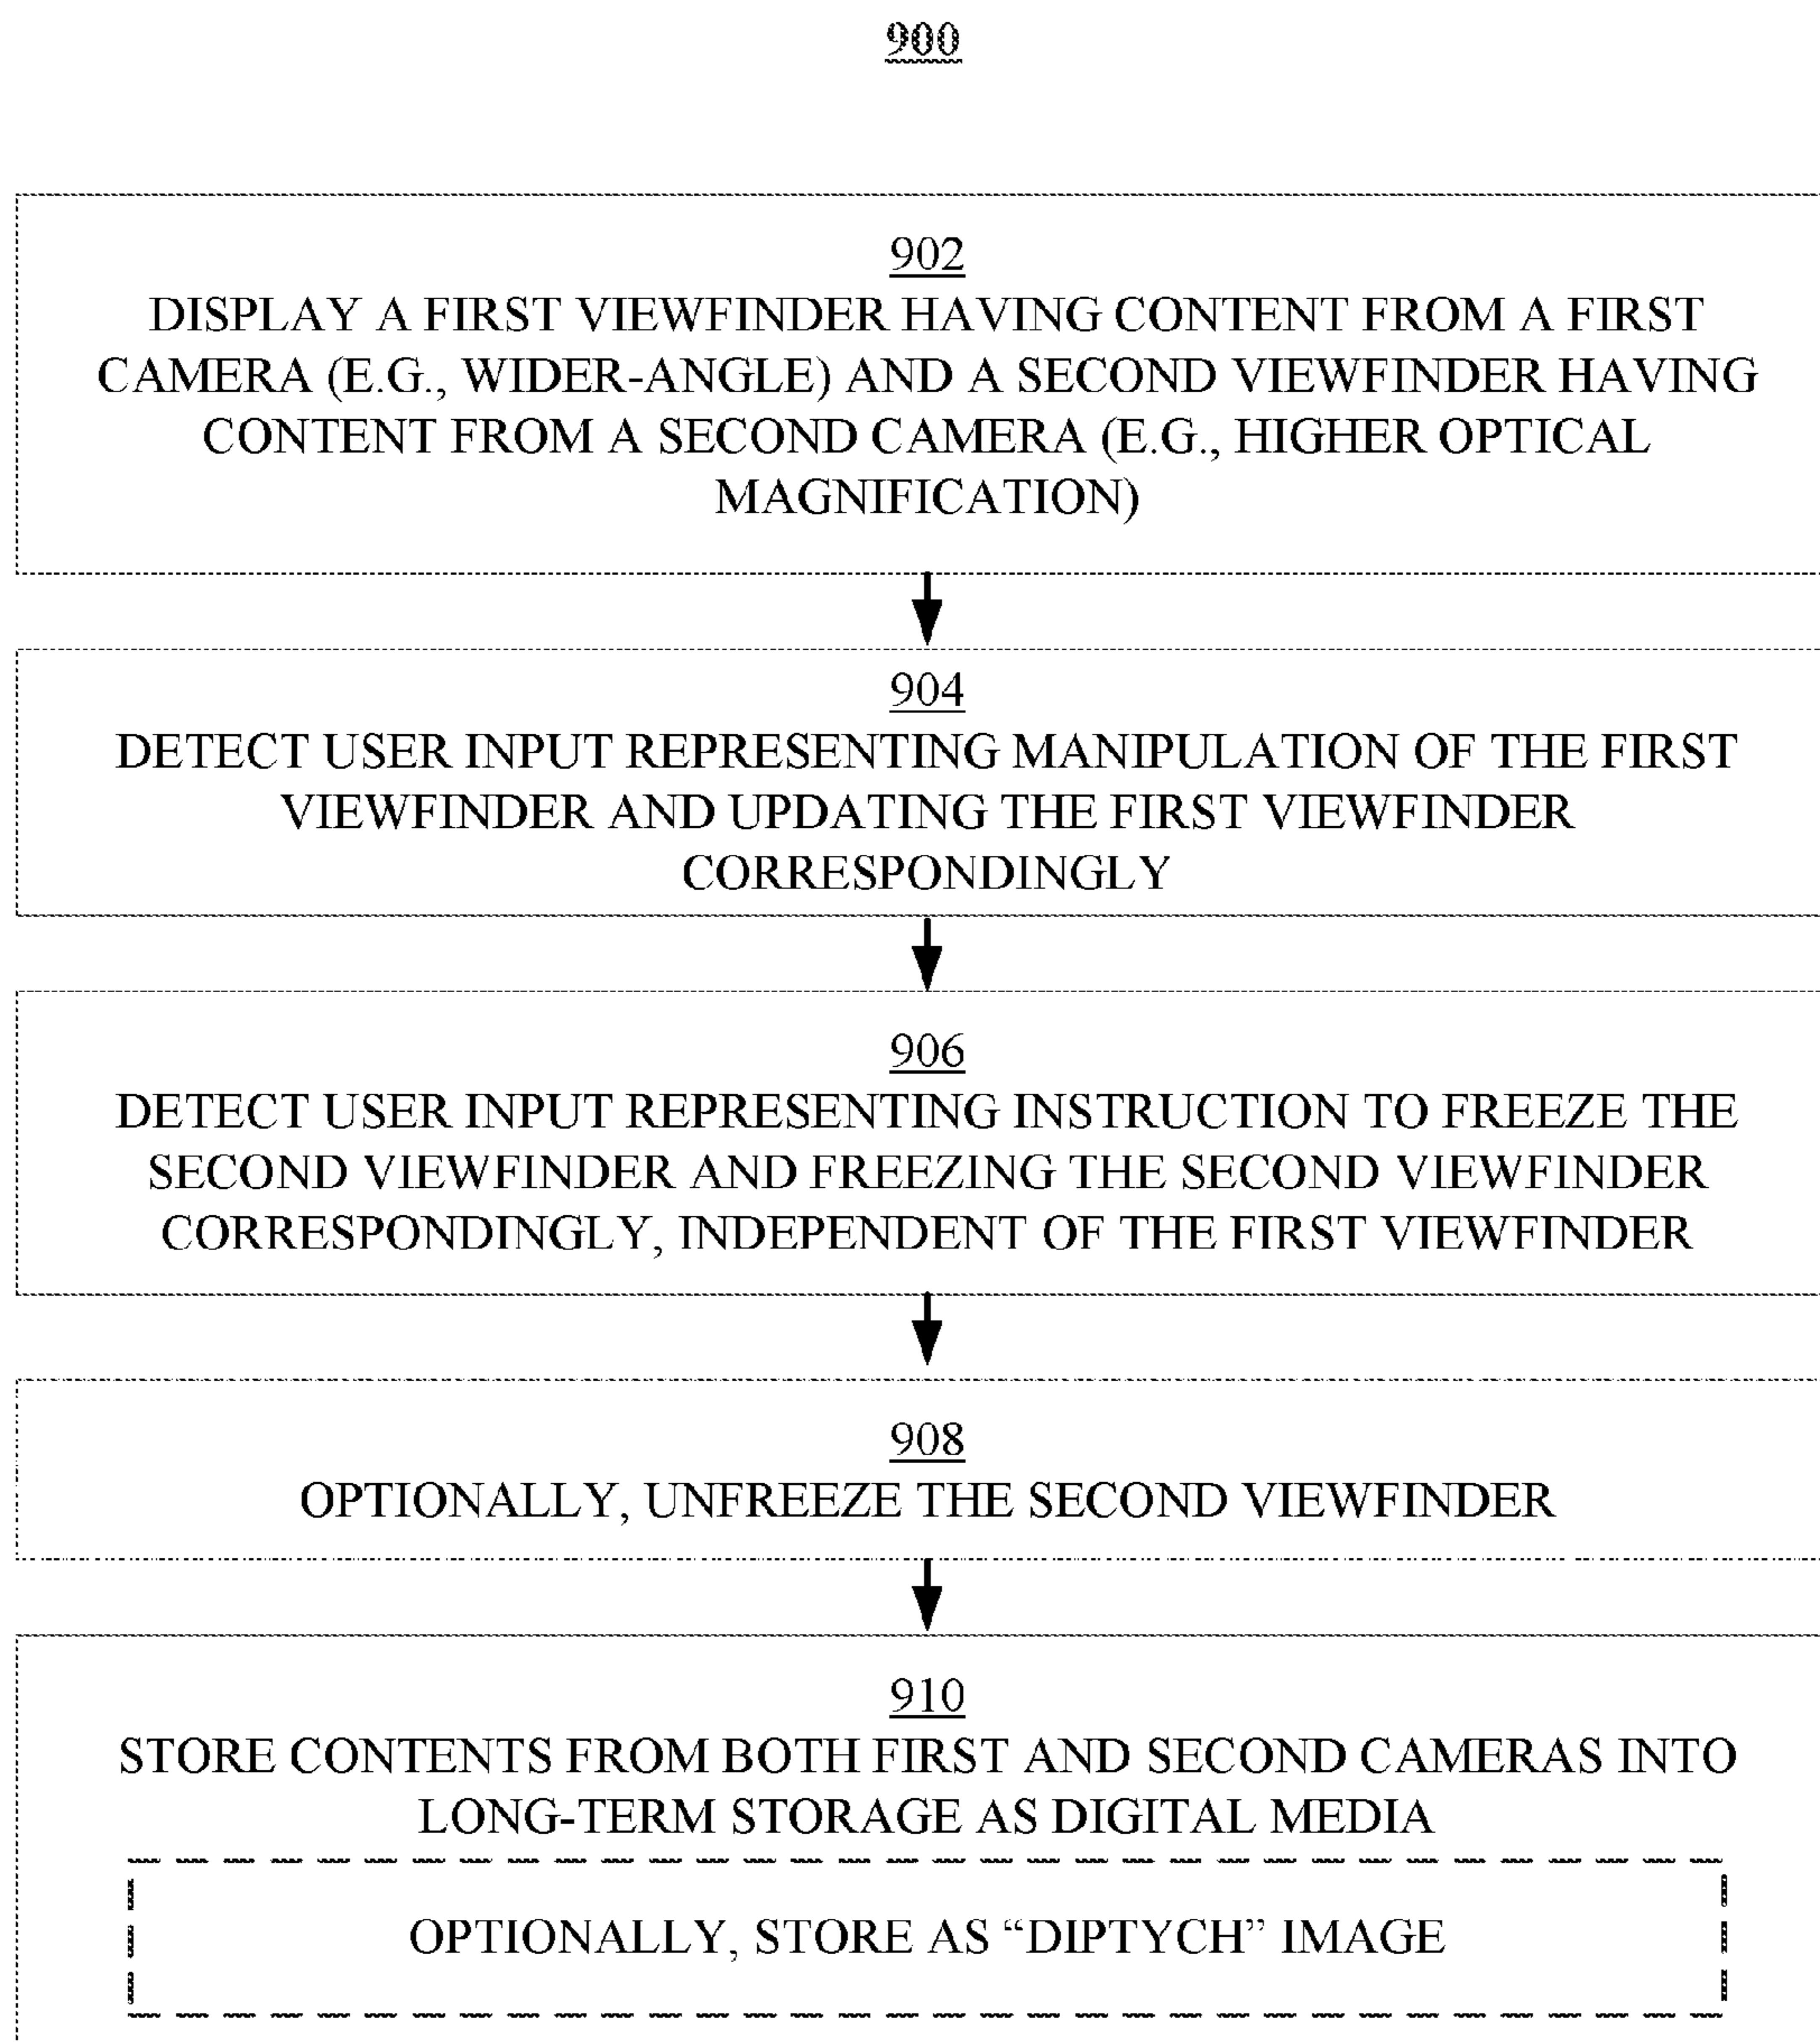 900
902
DISPLAY A FIRST VIEWFINDER HAVING CONTENT FROM A FIRST
CAMERA (E.G., WIDER-ANGLE) AND A SECOND VIEWFINDER HAVING
CONTENT FROM A SECOND CAMERA (E.G., HIGHER OPTICAL
MAGNIFICATION)
904
DETECT USER INPUT REPRESENTING MANIPULATION OF THE FIRST
VIEWFINDER AND UPDATING THE FIRST VIEWFINDER
CORRESPONDINGLY
906
DETECT USER INPUT REPRESENTING INSTRUCTION TO FREEZE THE
SECOND VIEWFINDER AND FREEZING THE SECOND VIEWFINDER
CORRESPONDINGLY, INDEPENDENT OF THE FIRST VIEWFINDER
908
OPTIONALLY, UNFREEZE THE SECOND VIEWFINDER
910
STORE CONTENTS FROM BOTH FIRST AND SECOND CAMERAS INTO
LONG-TERM STORAGE AS DIGITAL MEDIA
OPTIONALLY, STORE AS “DIPTYCH” IMAGE